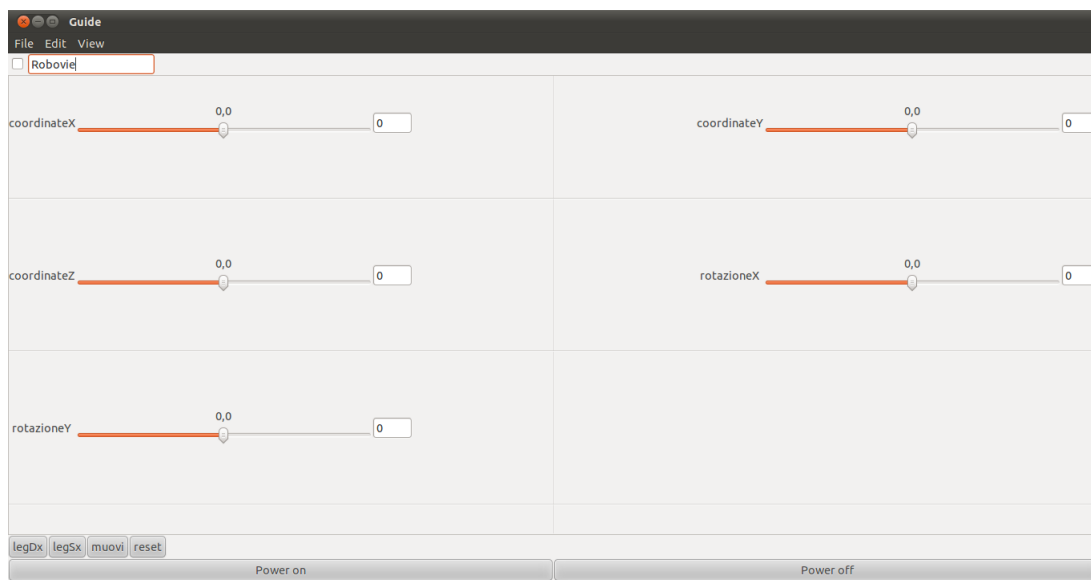 Guide
File Edit View
Robovie
0,0 0,0
coordinateX 0 coordinateY 0
0,0 0,0
coordinateZ 0 rotazioneX 0
0,0
rotazioneY 0
legDx legSx muovi reset
Power on Power off